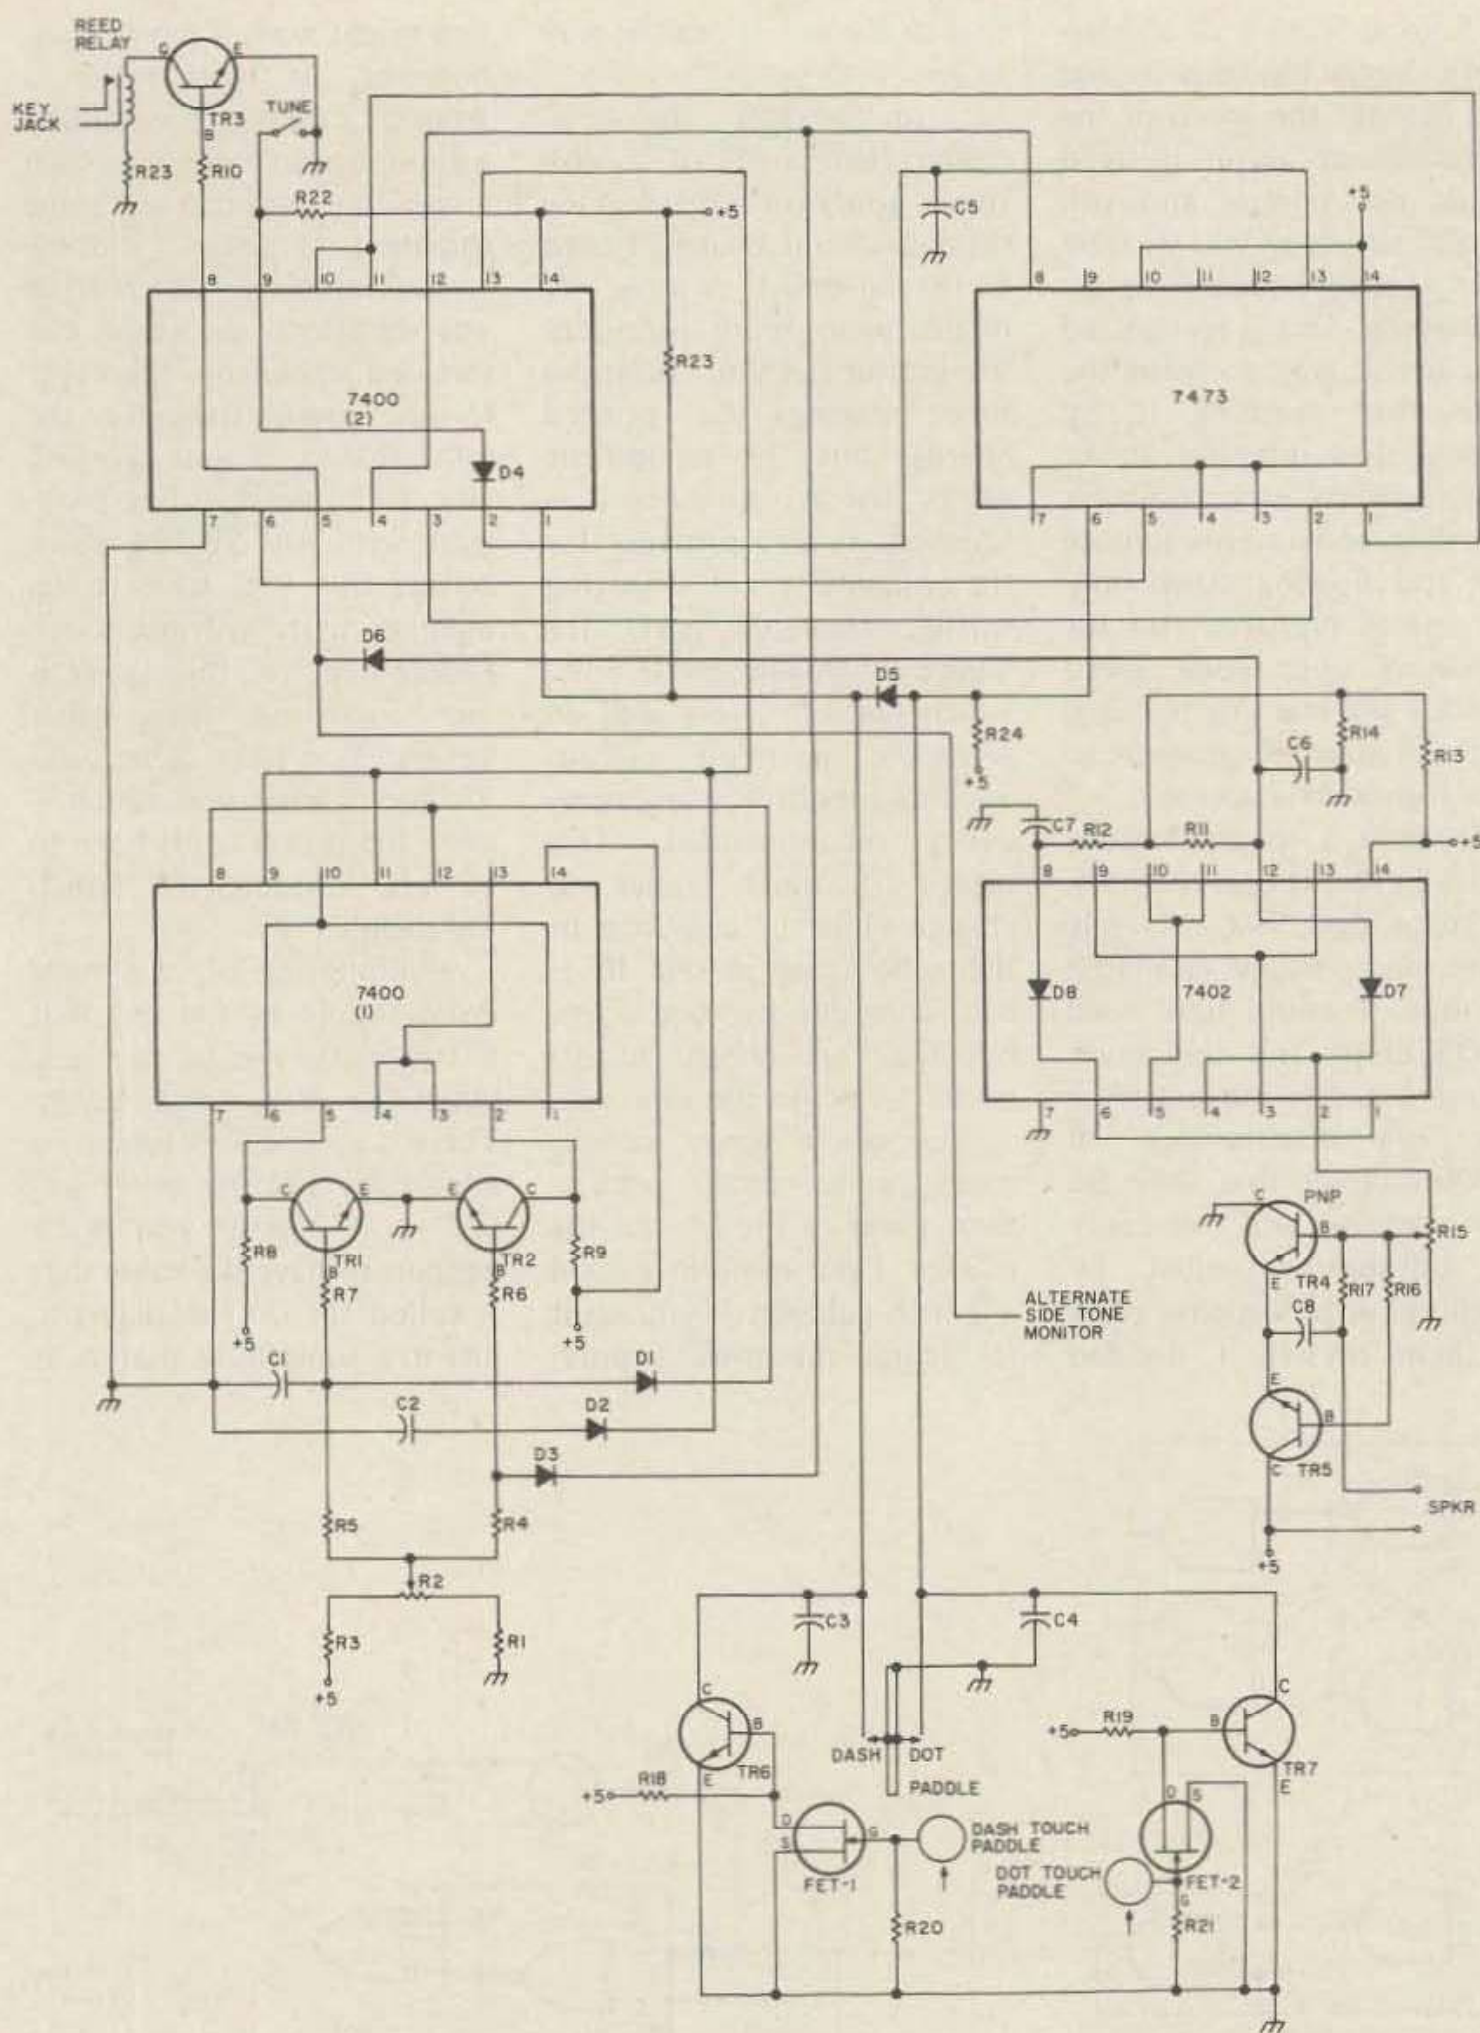 REED
RELAY
C
E
KEY
JACK
TR3
TUNE
B
R23
R10
R22
+5
C5
+5
8
9
10
11
12
13
14
8
9
10
11
12
13
14
R23
7400
(2)
7473
D4
7
6
5
4
3
2
1
7
6
5
4
3
2
1
D6
D5
R24
+5
C6
R14
R13
C7
R12
R11
+5
8
9
10
11
12
13
14
8
9
10
11
12
13
14
7400
(1)
D8
7402
D7
7
6
5
4
3
2
1
7
6
5
4
3
2
1
C
E
E
C
R8
TR1
TR2
R9
B
R7
B
R6
+5
+5
C
PNP
B
R15
E
TR4
R17
R16
C8
ALTERNATE
SIDE TONE
MONITOR
C1
D1
C2
D2
D3
E
B
C
TR5
SPKR
+5
R5
R4
R2
R3
R1
+5
C3
C4
C
B
TR6
E
DASH
DOT
PADDLE
+5
R19
B
C
TR7
E
+5
R18
D
S
G
FET-1
DASH TOUCH
PADDLE
D
S
DOT TOUCH
PADDLE
FET-2
G
R20
R21